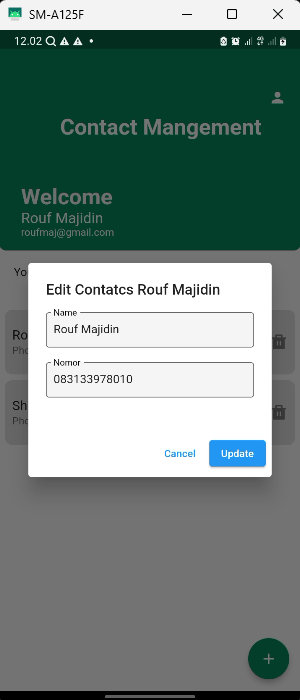 SM-A125F
12.02
Contact Mangement
Welcome
Rouf Majidin
roufmaj@gmail.com
Yo
Edit Contatcs Rouf Majidin
Name
Rouf Majidin
Ro
Pho
Nomor
083133978010
Sh
Pho
Cancel
Update